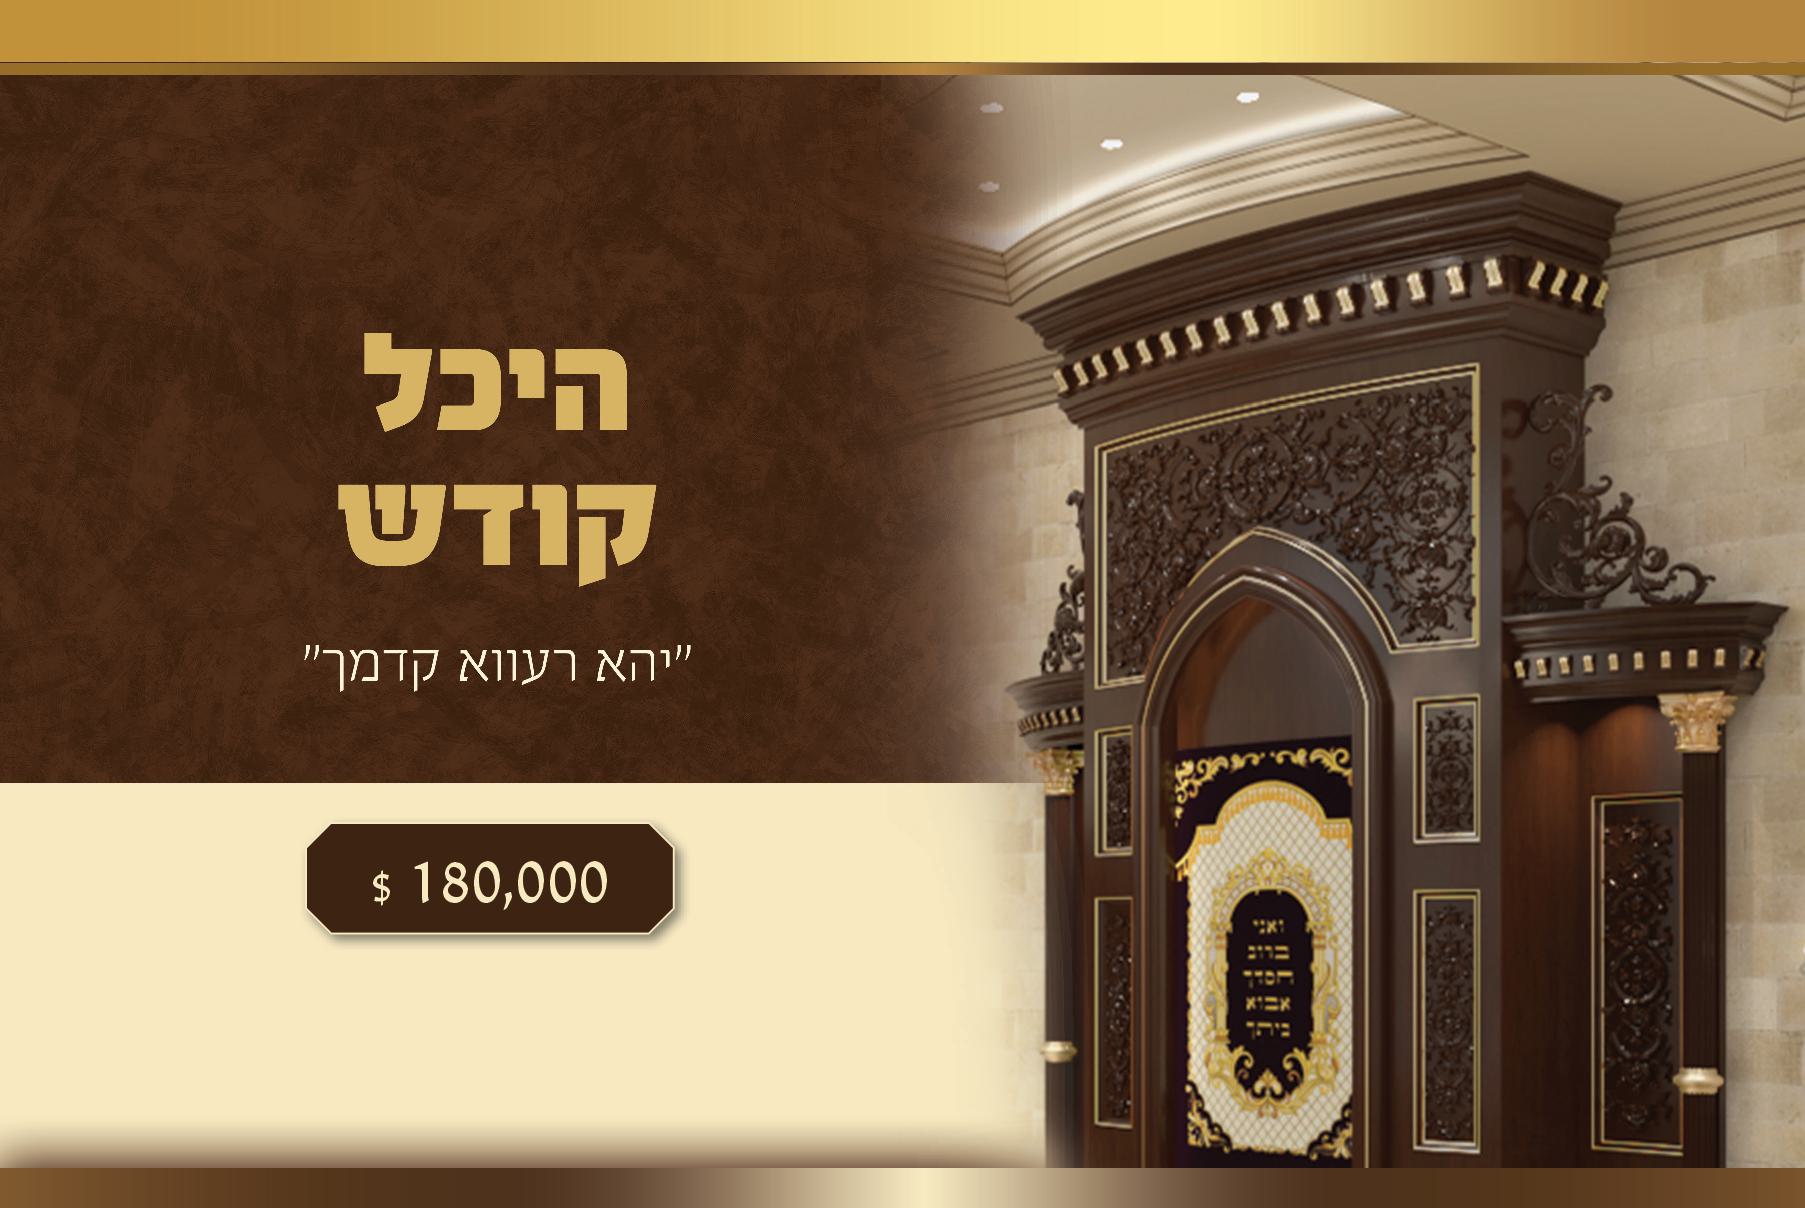 היכל
קודש
"יהא רעווא קדמך"
$ 180,000
ואני
ברוב
חסדך
אבוא
ביתך